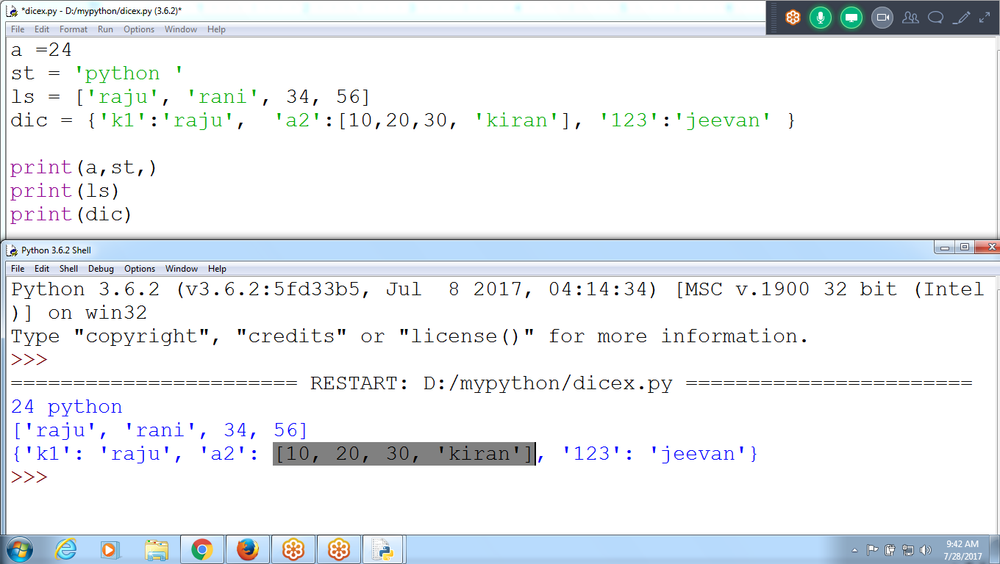 *dicex.py - D:/mypython/dicex.py (3.6.2)*
File Edit Format Run Options Window Help
a =24
st = 'python '
ls = ['raju', 'rani', 34, 56]
dic = {'k1':'raju',  'a2':[10,20,30, 'kiran'], '123':'jeevan' }
print(a,st,)
print(ls)
print(dic)
Python 3.6.2 Shell
File Edit Shell Debug Options Window Help
Python 3.6.2 (v3.6.2:5fd33b5, Jul  8 2017, 04:14:34) [MSC v.1900 32 bit (Intel
)] on win32
Type "copyright", "credits" or "license()" for more information.
>>>
======================= RESTART: D:/mypython/dicex.py =======================
24 python
['raju', 'rani', 34, 56]
{'k1': 'raju', 'a2': [10, 20, 30, 'kiran'], '123': 'jeevan'}
>>>
9:42 AM
7/28/2017